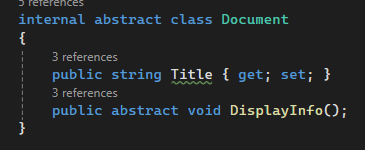 5 references
internal abstract class Document
{
3 references
public string Title { get; set; }
3 references
public abstract void DisplayInfo();
}